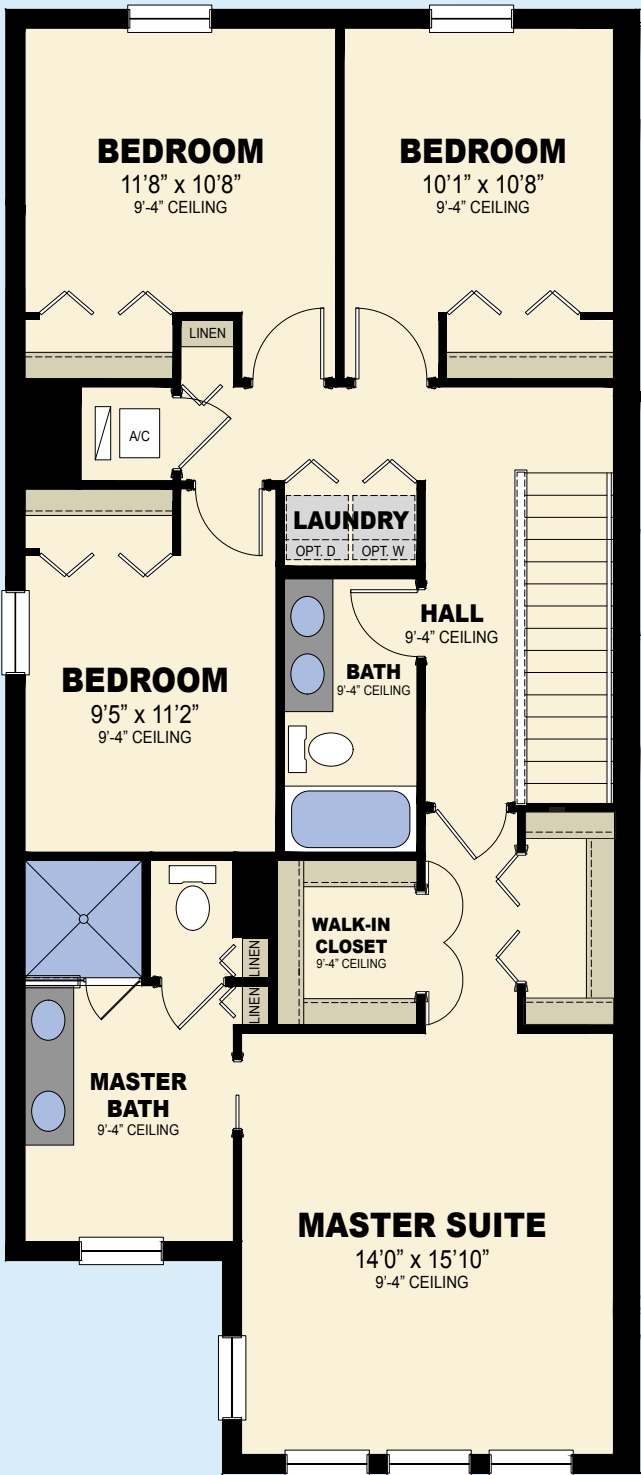 BEDROOM
11'8” x 10'8”
9'-4” CEILING
BEDROOM
10'1” x 10'8”
9'-4” CEILING
LINEN
A/C
LAUNDRY
OPT. D
OPT. W
HALL
9'-4” CEILING
BATH
9'-4” CEILING
BEDROOM
9'5” x 11'2”
9'-4” CEILING
WALK-IN
CLOSET
9'-4” CEILING
LINEN
LINEN
MASTER
BATH
9'-4” CEILING
MASTER SUITE
14'0” x 15'10”
9'-4” CEILING